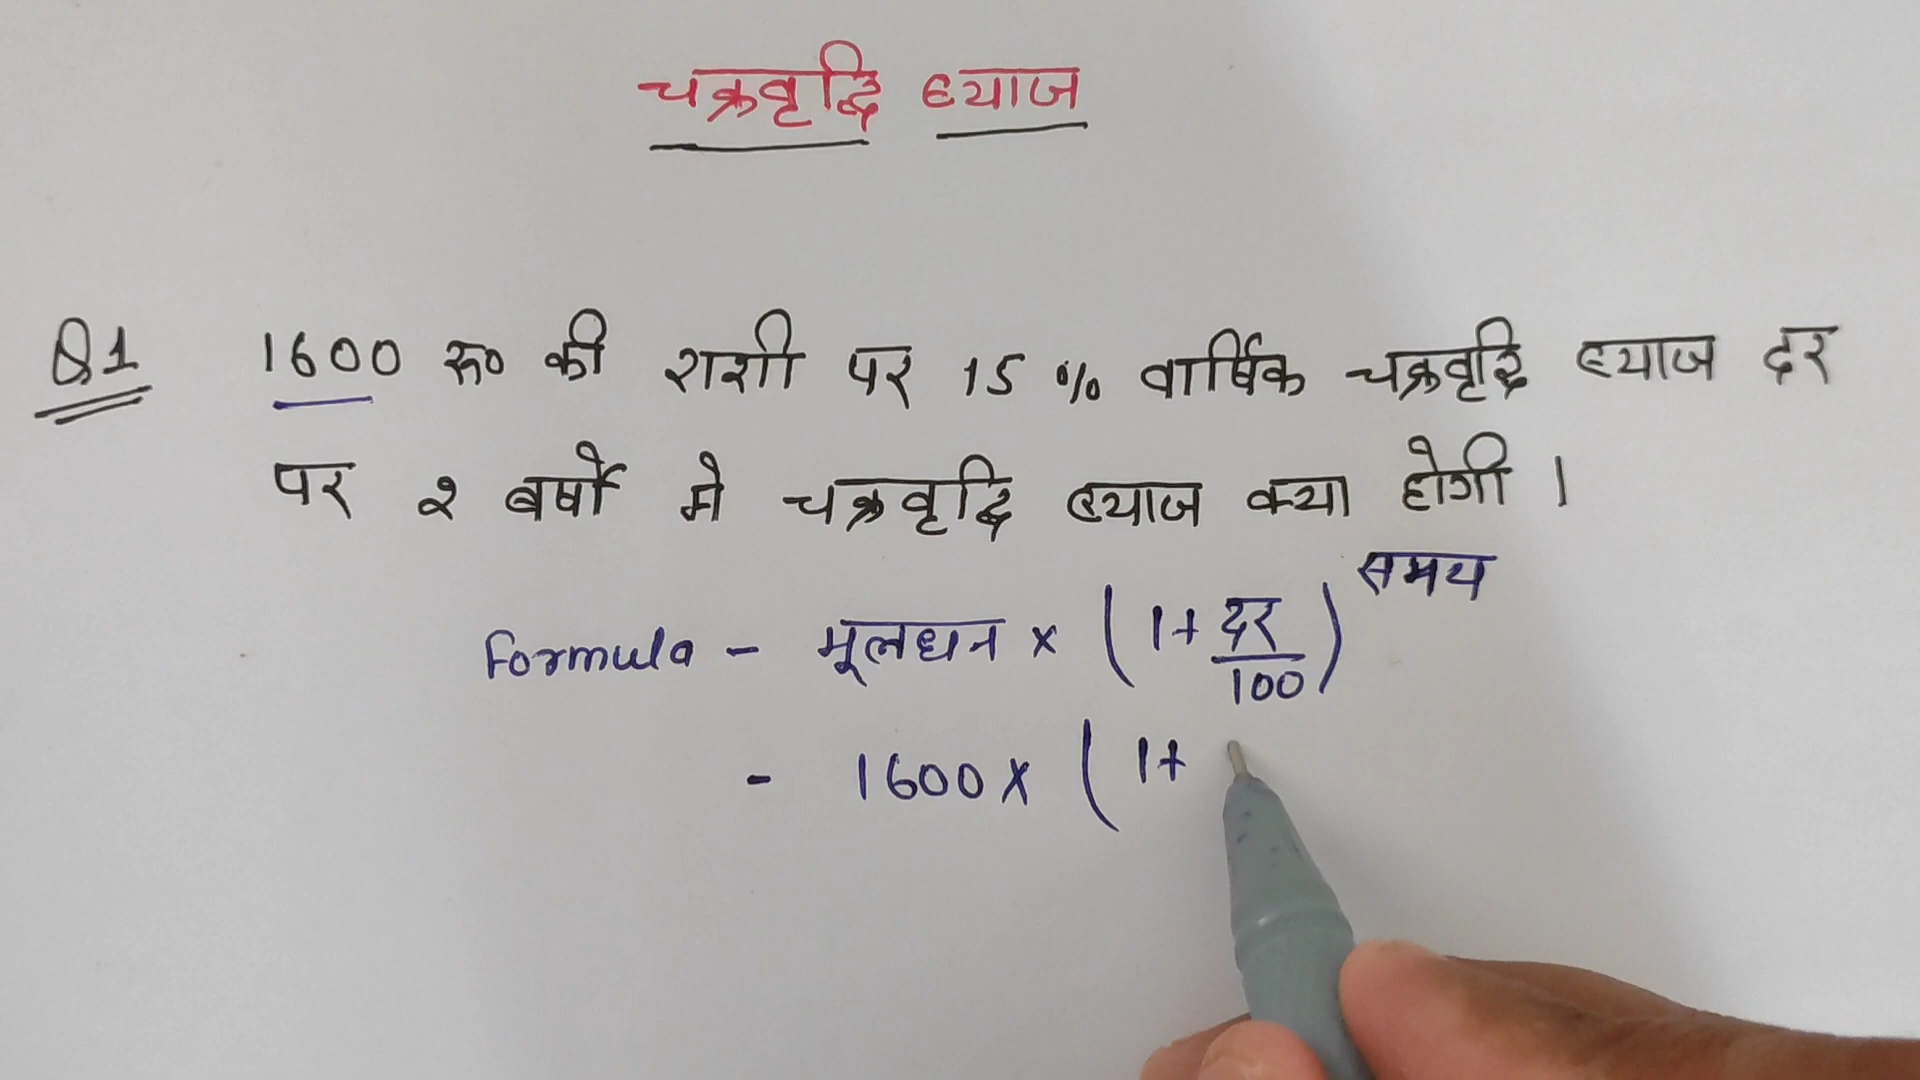 चक्रवृद्धि ब्याज
Q1 1600 रू० की राशी पर 15 % वार्षिक चक्रवृद्धि ब्याज दर
पर २ वर्षों मे चक्रवृद्धि ब्याज क्या होगी ।
Formula - मूलधन × (1+ दर/100)^समय
- 1600 × ( 1+